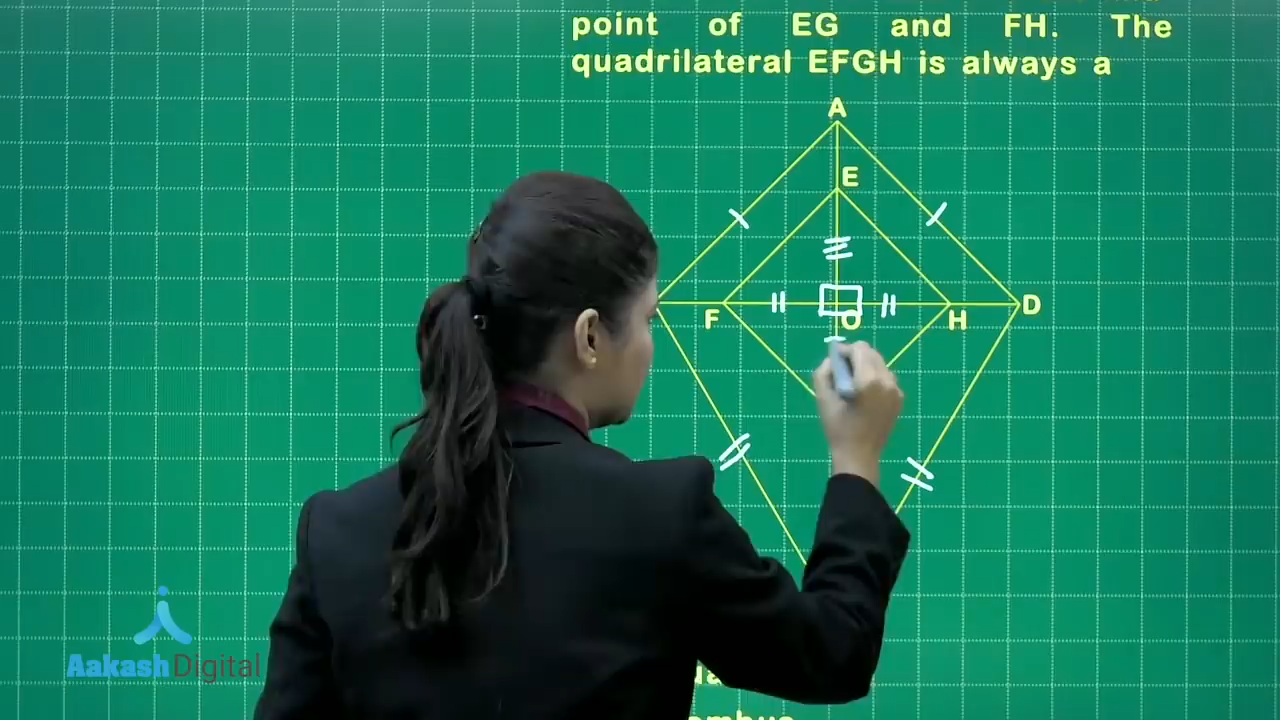 point of EG and FH. The
quadrilateral EFGH is always a
A
E
F
O
H
D
Aakash Digital